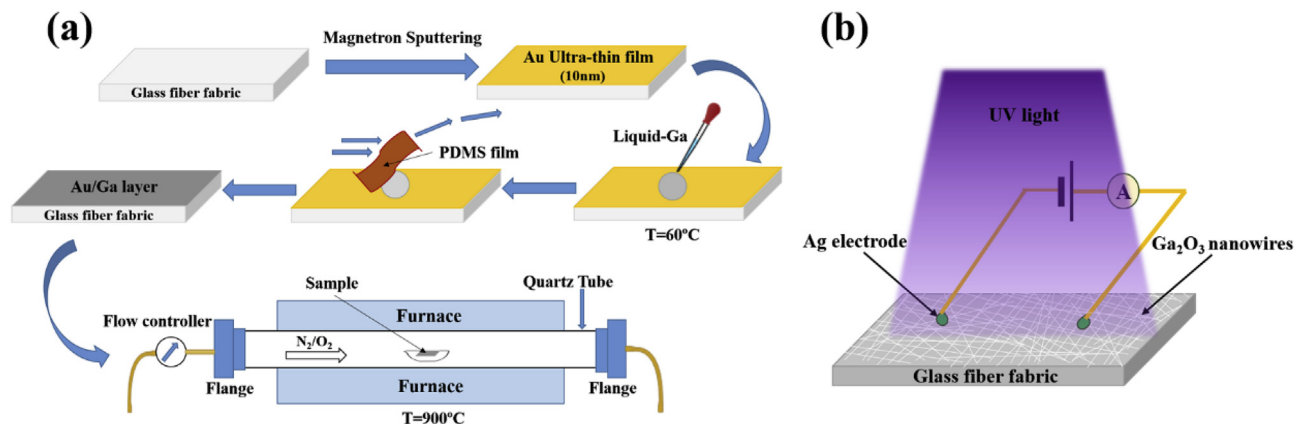 (a)
Magnetron Sputtering
Glass fiber fabric
Au Ultra-thin film
(10nm)
Liquid-Ga
PDMS film
Au/Ga layer
Glass fiber fabric
T=60°C
Sample
Quartz Tube
Furnace
Flow controller
N₂/O₂
Flange
Furnace
Flange
T=900°C
(b)
UV light
A
Ag electrode
Ga₂O₃ nanowires
Glass fiber fabric